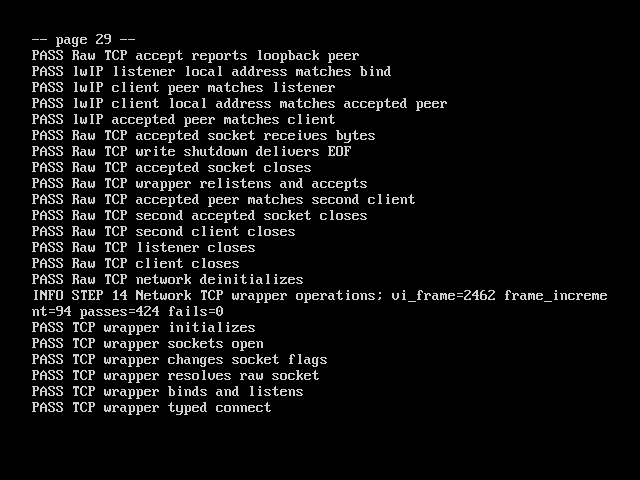 -- page 29 --
PASS Raw TCP accept reports loopback peer
PASS lwIP listener local address matches bind
PASS lwIP client peer matches listener
PASS lwIP client local address matches accepted peer
PASS lwIP accepted peer matches client
PASS Raw TCP accepted socket receives bytes
PASS Raw TCP write shutdown delivers EOF
PASS Raw TCP accepted socket closes
PASS Raw TCP wrapper relistens and accepts
PASS Raw TCP accepted peer matches second client
PASS Raw TCP second accepted socket closes
PASS Raw TCP second client closes
PASS Raw TCP listener closes
PASS Raw TCP client closes
PASS Raw TCP network deinitializes
INFO STEP 14 Network TCP wrapper operations; vi_frame=2462 frame_increme
nt=94 passes=424 fails=0
PASS TCP wrapper initializes
PASS TCP wrapper sockets open
PASS TCP wrapper changes socket flags
PASS TCP wrapper resolves raw socket
PASS TCP wrapper binds and listens
PASS TCP wrapper typed connect